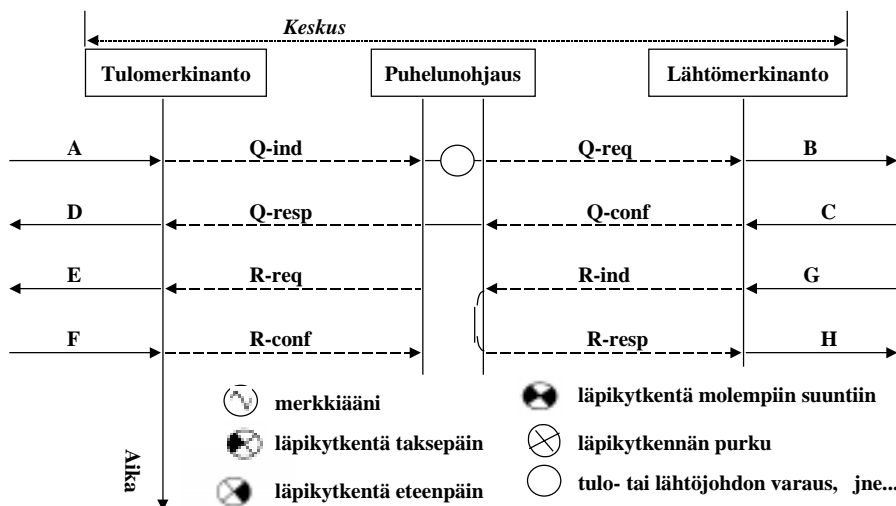 Keskus
Tulomerkinanto Puhelunohjaus Lähtömerkinanto
A Q-ind Q-req B
D Q-resp Q-conf C
E R-req R-ind G
F R-conf R-resp H
merkkiääni
läpikytkentä molempiin suuntiin
läpikytkentä taksepäin
läpikytkennän purku
läpikytkentä eteenpäin
tulo- tai lähtöjohdon varaus, jne...
Aika